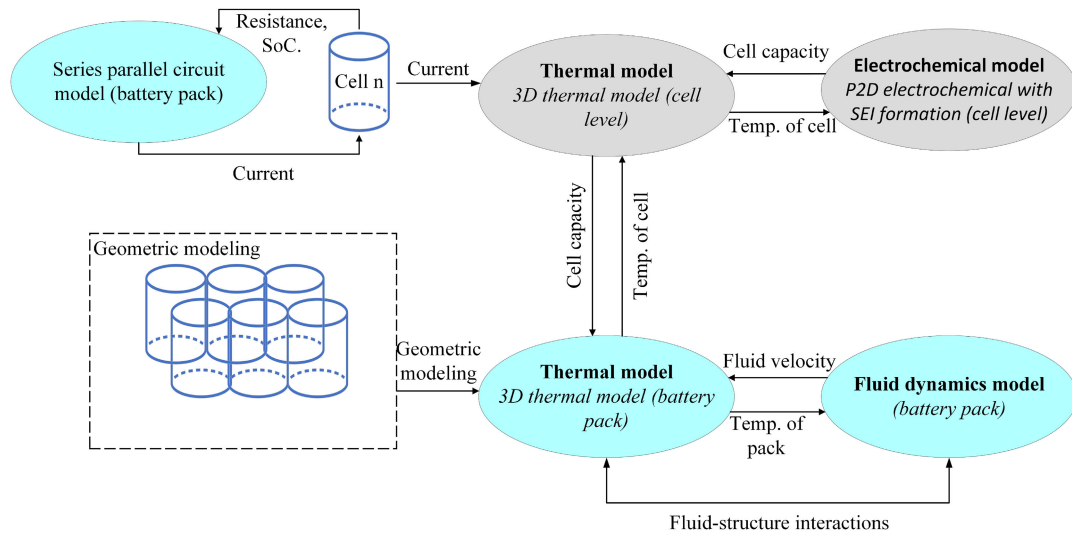 Resistance,
SoC.
Series parallel circuit
model (battery pack)
Cell n
Current
Current
Thermal model
3D thermal model (cell
level)
Cell capacity
Temp. of cell
Electrochemical model
P2D electrochemical with
SEI formation (cell level)
Cell capacity
Temp. of cell
Geometric modeling
Geometric
modeling
Thermal model
3D thermal model (battery
pack)
Fluid velocity
Temp. of
pack
Fluid dynamics model
(battery pack)
Fluid-structure interactions